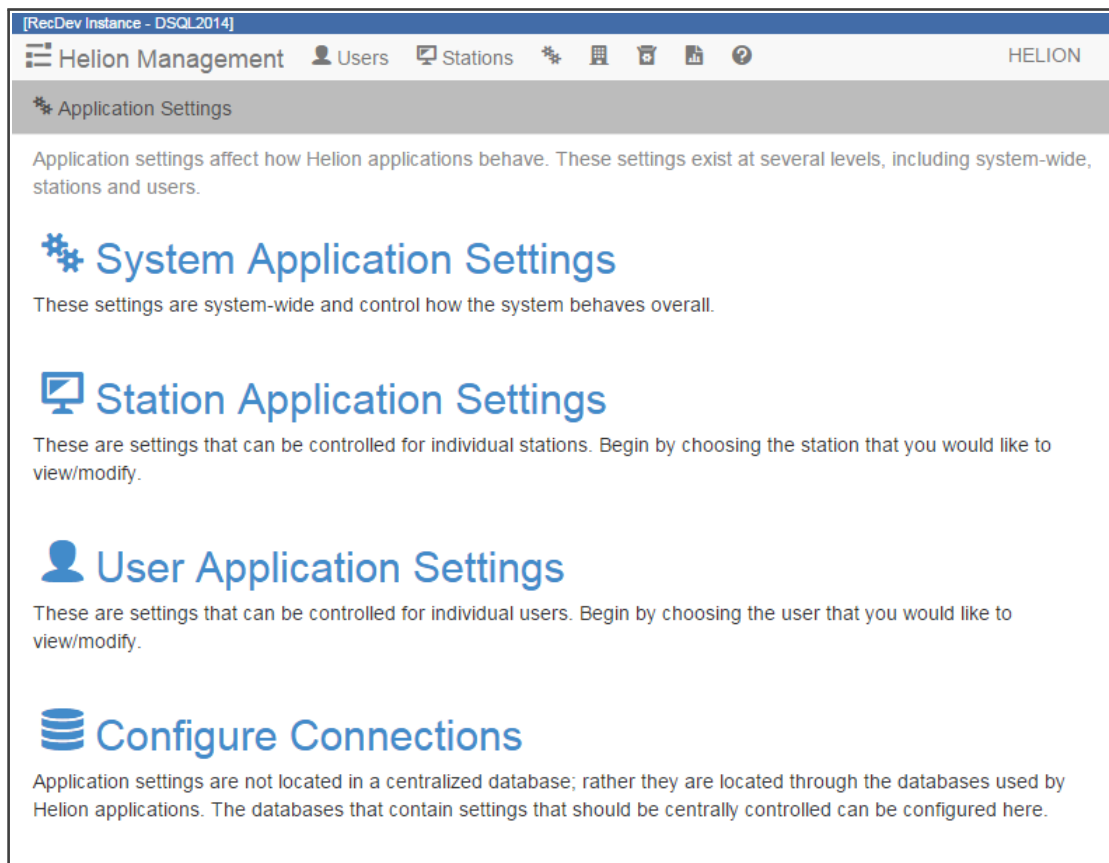 [RecDev Instance - DSQL2014]
Helion Management Users Stations HELION
Application Settings
Application settings affect how Helion applications behave. These settings exist at several levels, including system-wide,
stations and users.
System Application Settings
These settings are system-wide and control how the system behaves overall.
Station Application Settings
These are settings that can be controlled for individual stations. Begin by choosing the station that you would like to
view/modify.
User Application Settings
These are settings that can be controlled for individual users. Begin by choosing the user that you would like to
view/modify.
Configure Connections
Application settings are not located in a centralized database; rather they are located through the databases used by
Helion applications. The databases that contain settings that should be centrally controlled can be configured here.